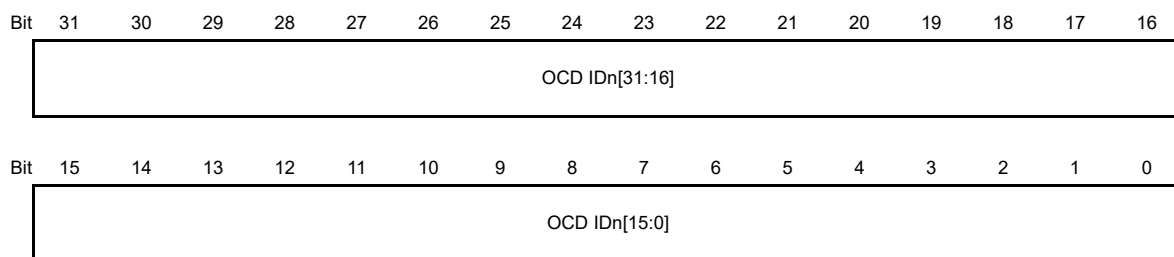 Bit 31 30 29 28 27 26 25 24 23 22 21 20 19 18 17 16
OCD IDn[31:16]
Bit 15 14 13 12 11 10 9 8 7 6 5 4 3 2 1 0
OCD IDn[15:0]